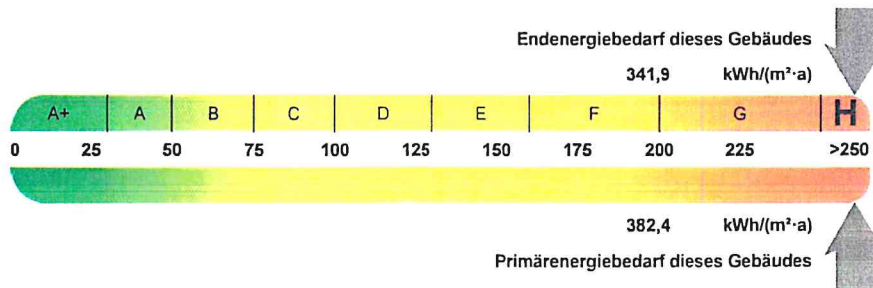 Endenergiebedarf dieses Gebäudes
341,9 kWh/(m²·a)
A+ A B C D E F G H
0 25 50 75 100 125 150 175 200 225 >250
382,4 kWh/(m²·a)
Primärenergiebedarf dieses Gebäudes